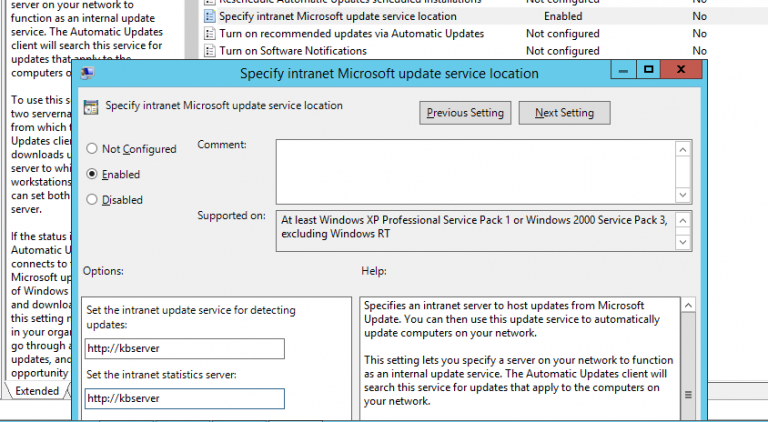 server on your network to
function as an internal update
service. The Automatic Updates
client will search this service for
updates that apply to the
computers o
To use this s
two serverna
from which t
Updates clien
downloads u
server to whi
workstations
can set both
server.
If the status i
Automatic U
connects to t
Microsoft up
of Windows
and downloa
this setting m
in your organ
go through a
updates, and
opportunity
Extended
Reschedule Automatic Updates scheduled installations Not configured No
Specify intranet Microsoft update service location Enabled No
Turn on recommended updates via Automatic Updates Not configured No
Turn on Software Notifications Not configured No
Specify intranet Microsoft update service location
Specify intranet Microsoft update service location
Previous Setting
Next Setting
Not Configured
Enabled
Disabled
Comment:
Supported on:
At least Windows XP Professional Service Pack 1 or Windows 2000 Service Pack 3,
excluding Windows RT
Options:
Set the intranet update service for detecting
updates:
http://kbserver
Set the intranet statistics server:
http://kbserver
Help:
Specifies an intranet server to host updates from Microsoft
Update. You can then use this update service to automatically
update computers on your network.
This setting lets you specify a server on your network to function
as an internal update service. The Automatic Updates client will
search this service for updates that apply to the computers on
your network.